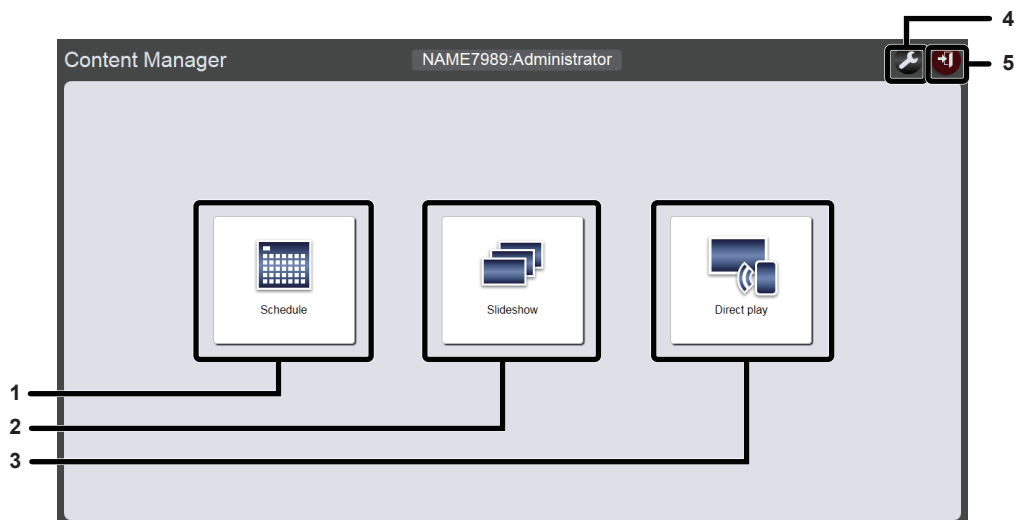 4
Content Manager NAME7989:Administrator
5
Schedule Slideshow Direct play
1
2
3